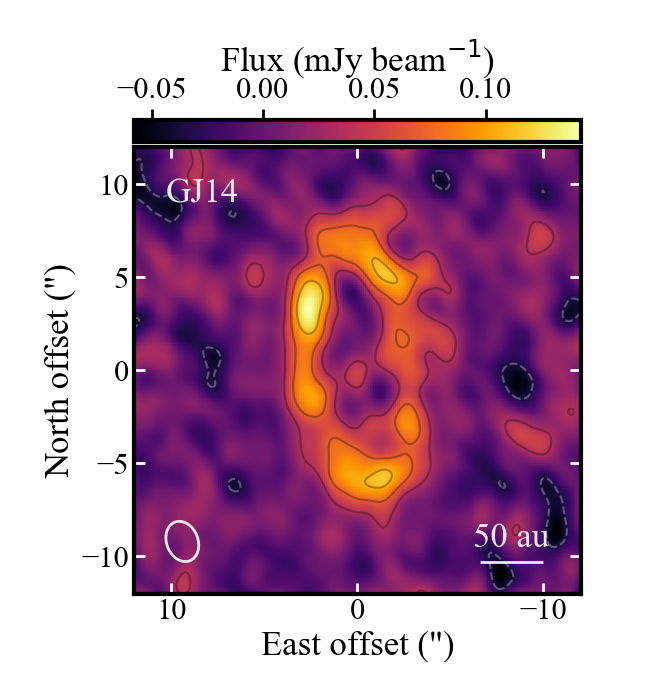 Flux (mJy beam⁻¹)
−0.05 0.00 0.05 0.10
GJ14
10
5
0
−5
−10
North offset (")
50 au
10 0 −10
East offset (")